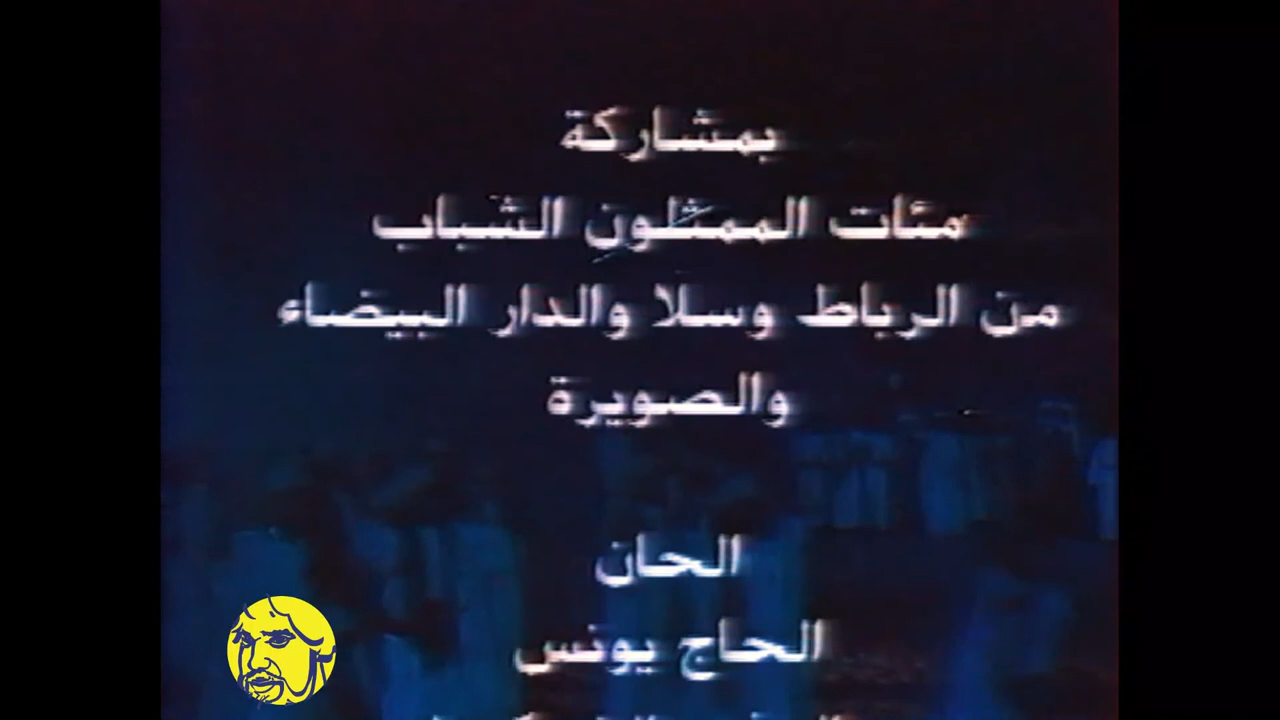 بمشاركة
مئات الممثلون الشباب
من الرباط وسلا والدار البيضاء
والصويرة
الحان
الحاج يونس